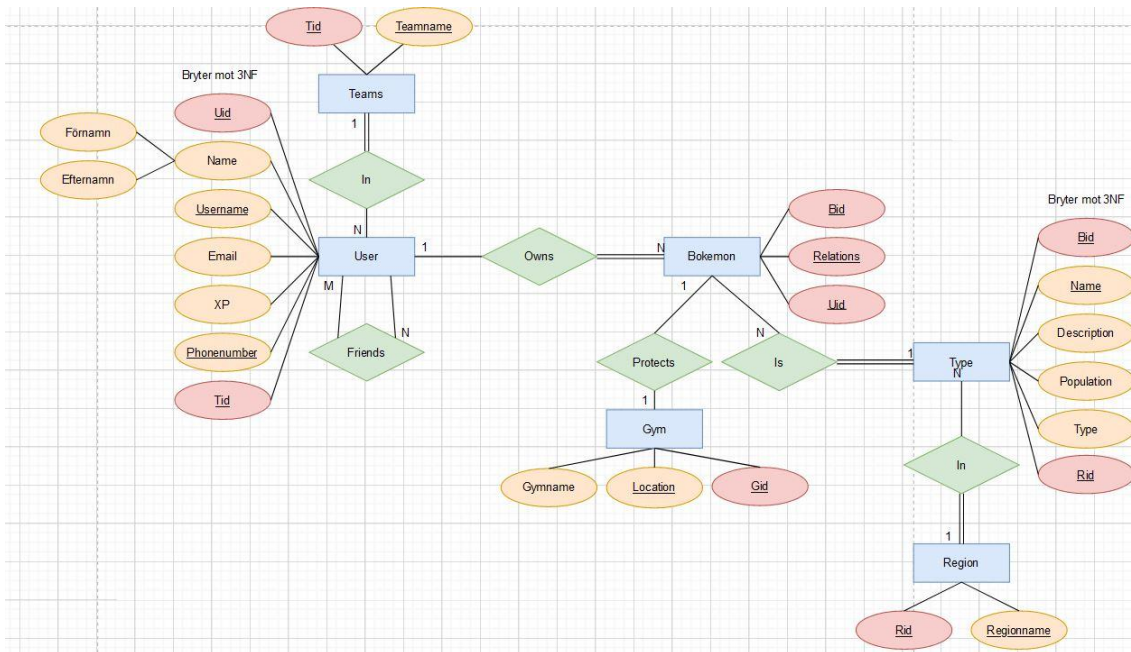 Tid
Teamname
Bryter mot 3NF
Teams
Uid
1
Förnamn
Name
Efternamn
In
Username
N
User
1
Owns
N
Bokemon
Bid
Relations
Uid
Bryter mot 3NF
Bid
Name
Email
M
1
XP
N
Friends
Phonenumber
Tid
Protects
N
Is
1
Type
N
Description
Population
Type
Rid
1
Gym
Gymname
Location
Gid
In
1
Region
Rid
Regionname